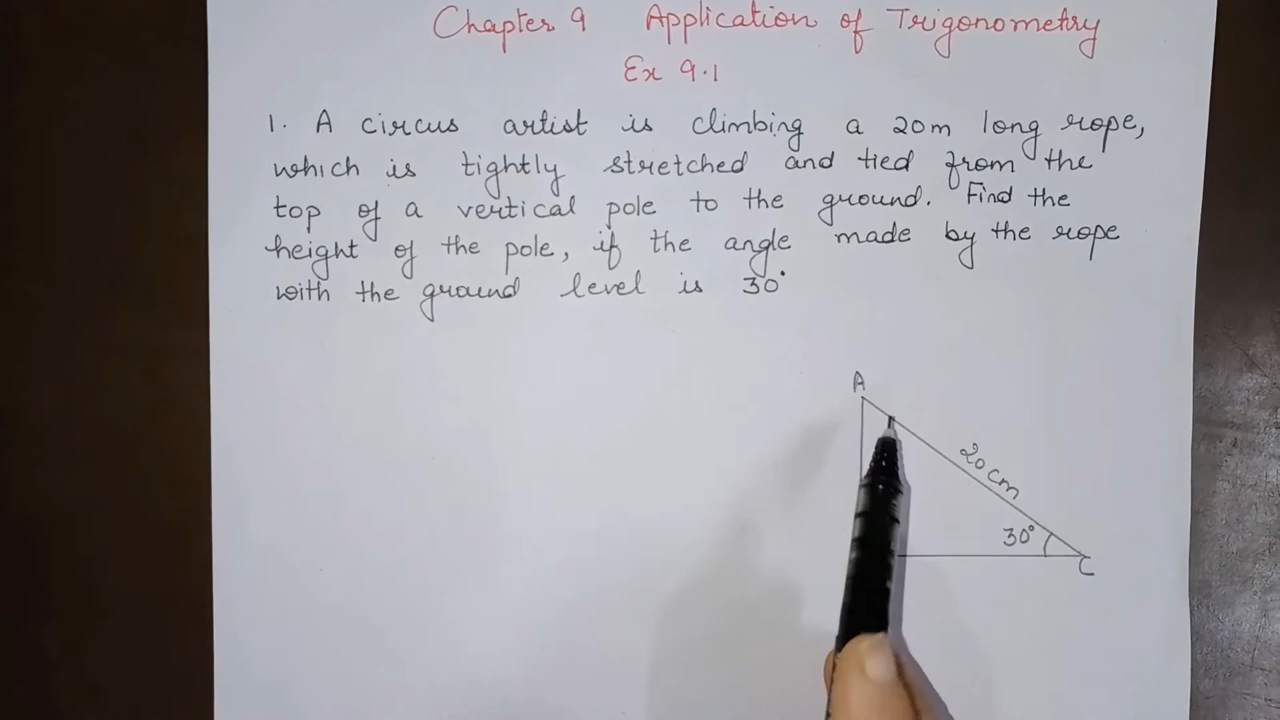 Chapter 9 Application of Trigonometry
Ex 9.1
1. A circus artist is climbing a 20m long rope,
which is tightly stretched and tied from the
top of a vertical pole to the ground. Find the
height of the pole, if the angle made by the rope
with the ground level is 30°
A
20cm
30°
C